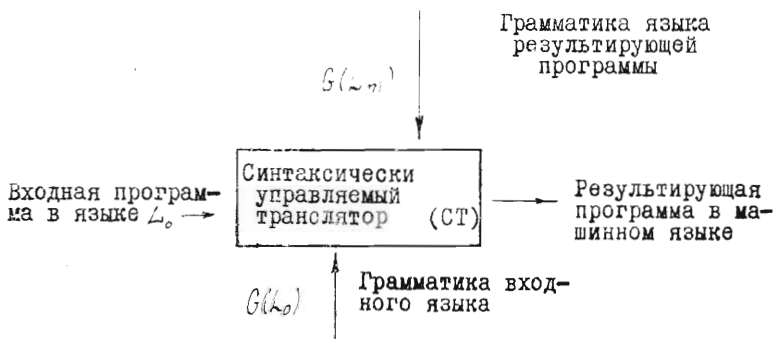 Грамматика языка
результирующей
программы
G(Lm)
Синтаксически
управляемый
транслятор (СТ)
Входная програм-
ма в языке L₀
Результирующая
программа в ма-
шинном языке
G(L₀)
Грамматика вход-
ного языка